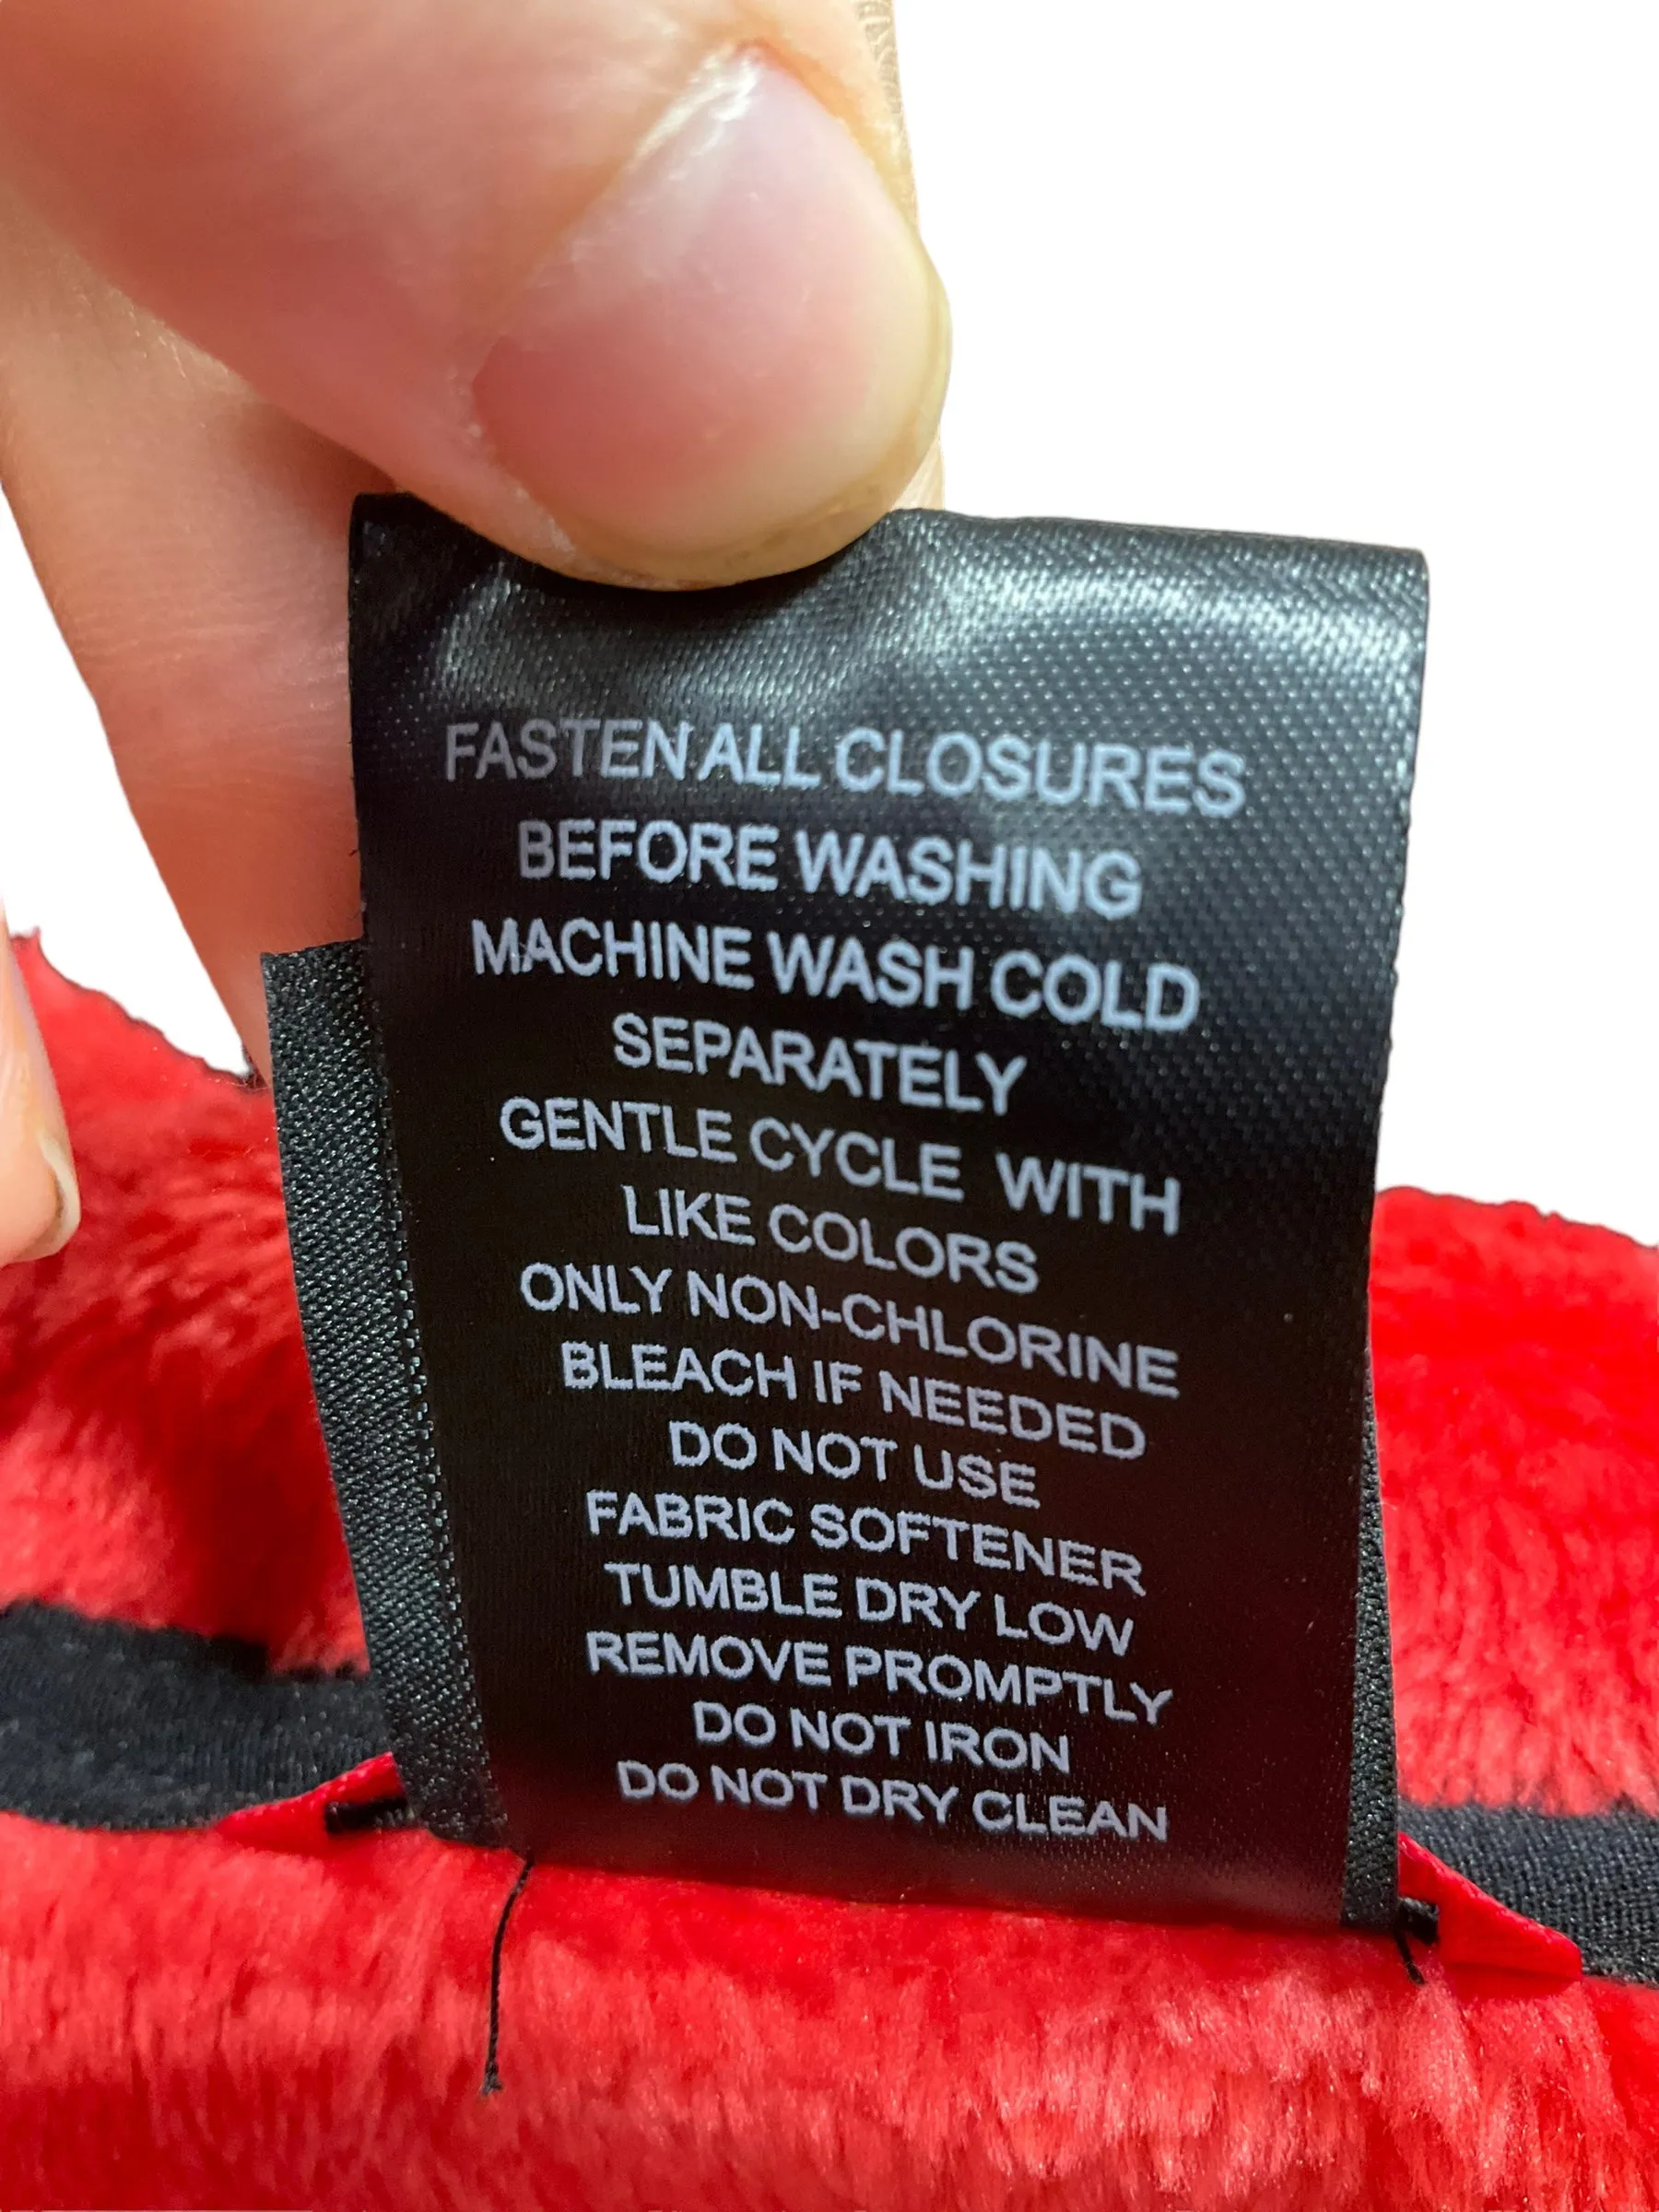 FASTEN ALL CLOSURES
BEFORE WASHING
MACHINE WASH COLD
SEPARATELY
GENTLE CYCLE WITH
LIKE COLORS
ONLY NON-CHLORINE
BLEACH IF NEEDED
DO NOT USE
FABRIC SOFTENER
TUMBLE DRY LOW
REMOVE PROMPTLY
DO NOT IRON
DO NOT DRY CLEAN